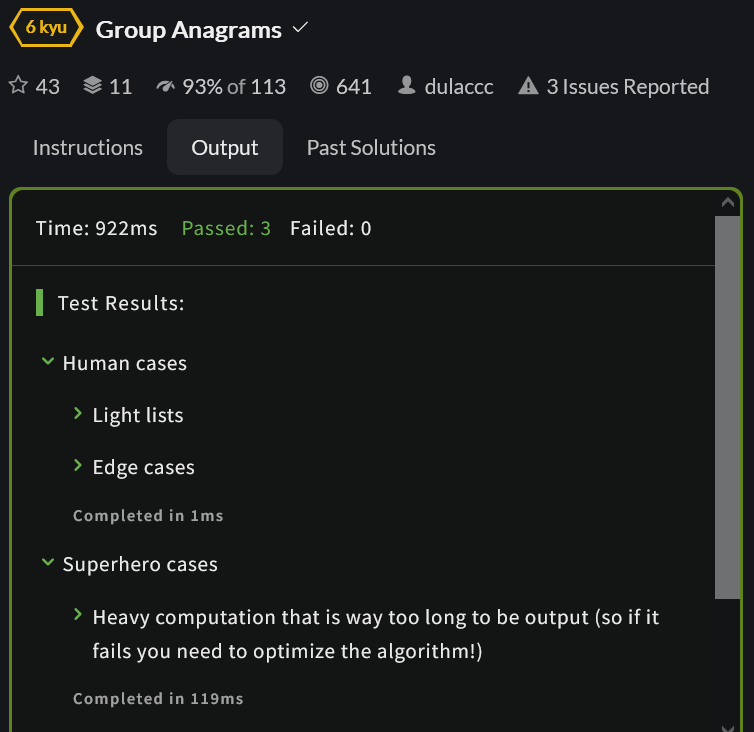 6 kyu Group Anagrams
43 11 93% of 113 641 dulaccc 3 Issues Reported
Instructions Output Past Solutions
Time: 922ms Passed: 3 Failed: 0
Test Results:
Human cases
Light lists
Edge cases
Completed in 1ms
Superhero cases
Heavy computation that is way too long to be output (so if it
fails you need to optimize the algorithm!)
Completed in 119ms